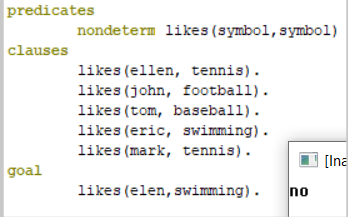 predicates
nondeterm likes(symbol,symbol)
clauses
likes(ellen, tennis).
likes(john, football).
likes(tom, baseball).
likes(eric, swimming).
likes(mark, tennis).
goal
likes(elen,swimming).
[Ina
no